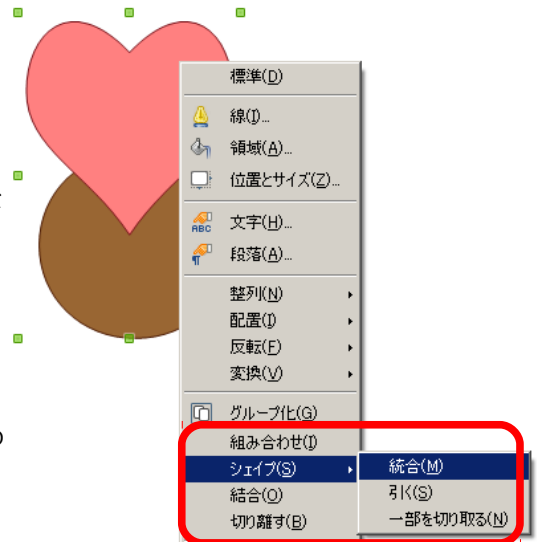 標準(D)
線(I)...
領域(A)...
位置とサイズ(Z)...
ABC
文字(H)...
段落(A)...
整列(N)
配置(I)
反転(F)
変換(V)
グループ化(G)
組み合わせ(I)
シェイプ(S)
統合(M)
結合(O)
引く(S)
切り離す(B)
一部を切り取る(N)